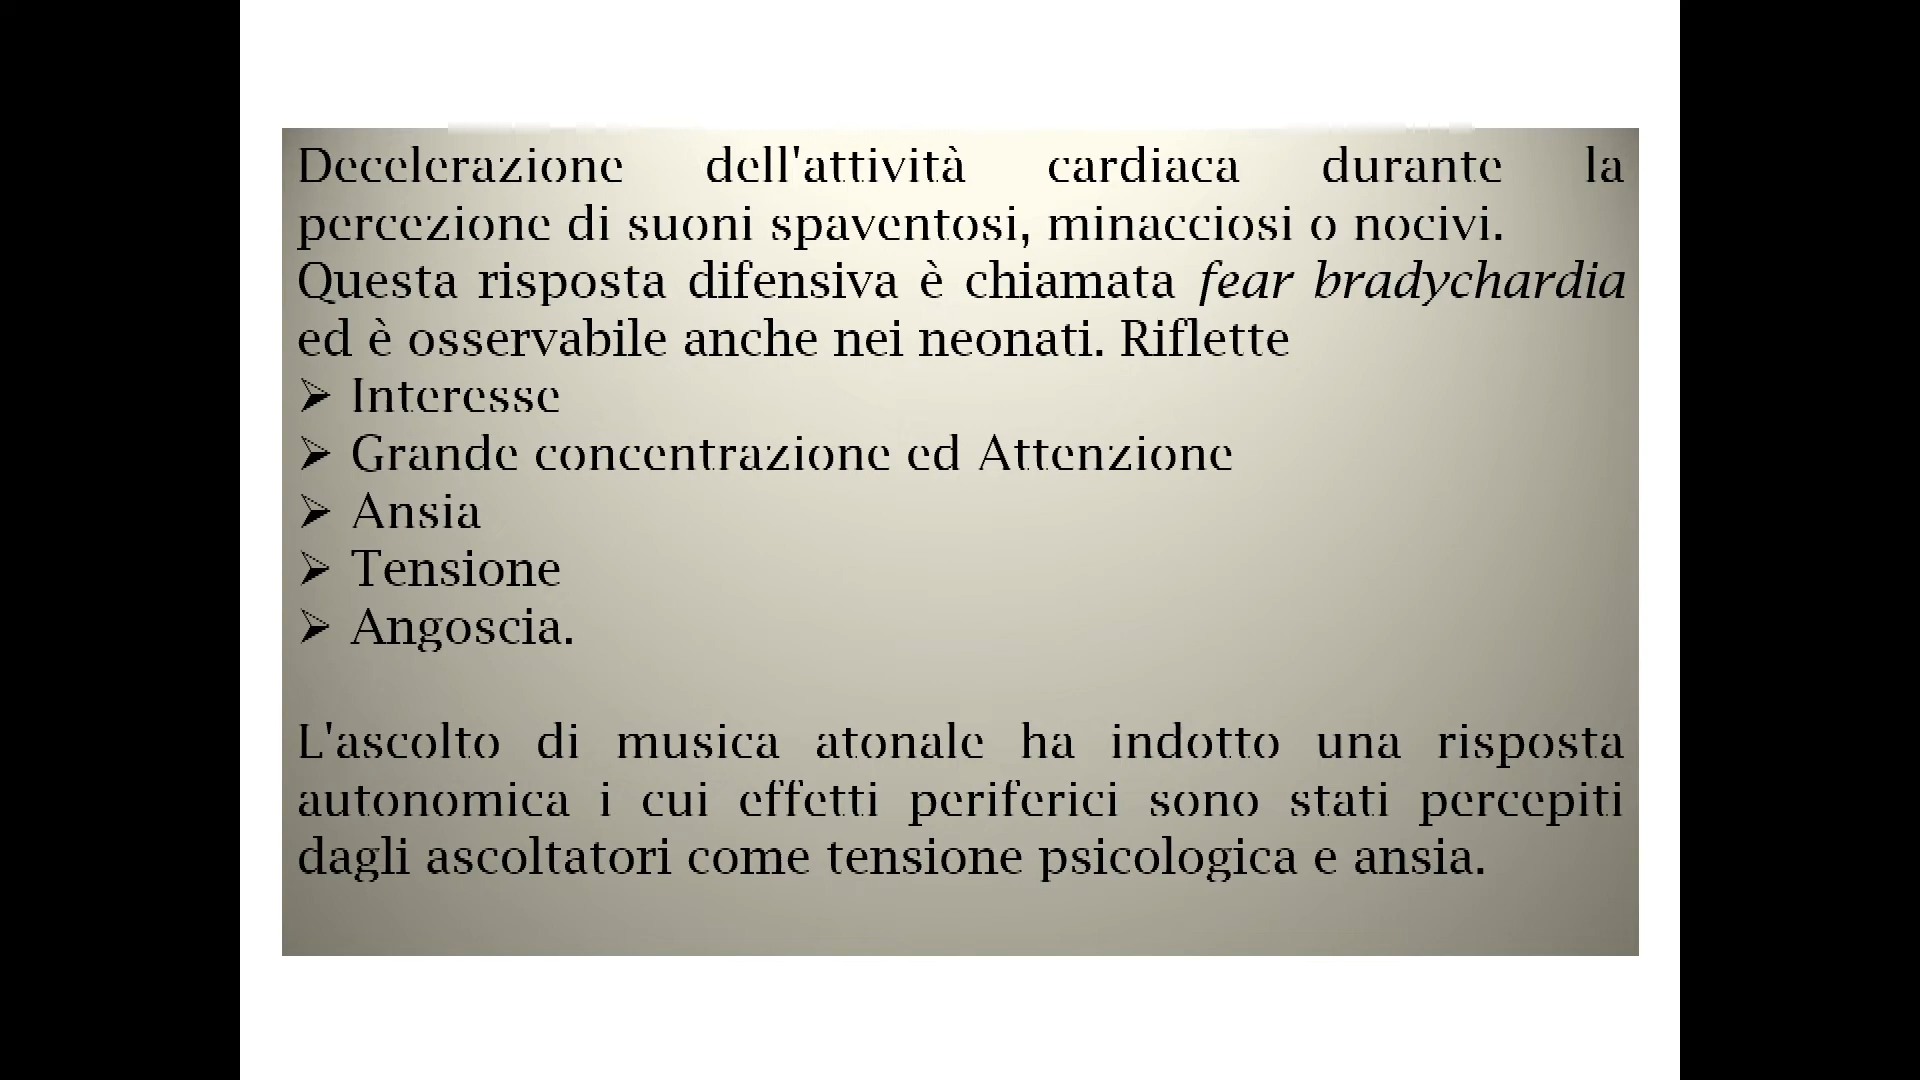 Decelerazione dell'attività cardiaca durante la
percezione di suoni spaventosi, minacciosi o nocivi.
Questa risposta difensiva è chiamata fear bradychardia
ed è osservabile anche nei neonati. Riflette
➢ Interesse
➢ Grande concentrazione ed Attenzione
➢ Ansia
➢ Tensione
➢ Angoscia.
L'ascolto di musica atonale ha indotto una risposta
autonomica i cui effetti periferici sono stati percepiti
dagli ascoltatori come tensione psicologica e ansia.